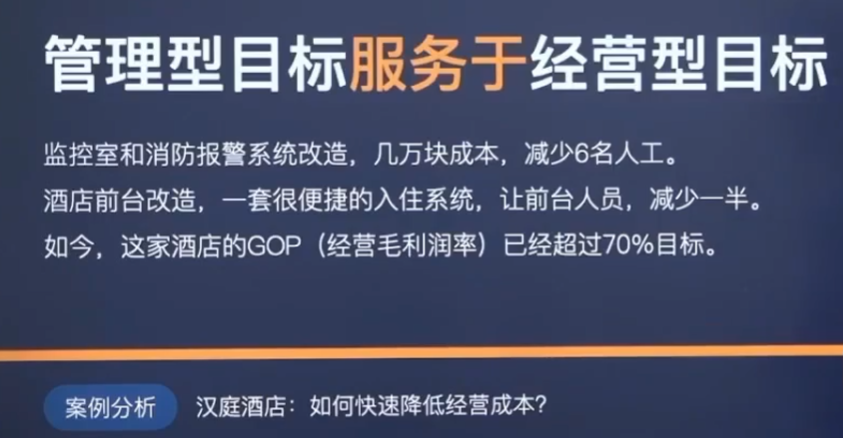 管理型目标服务于经营型目标
监控室和消防报警系统改造，几万块成本，减少6名人工。
酒店前台改造，一套很便捷的入住系统，让前台人员，减少一半。
如今，这家酒店的GOP（经营毛利润率）已经超过70%目标。
案例分析 汉庭酒店：如何快速降低经营成本？